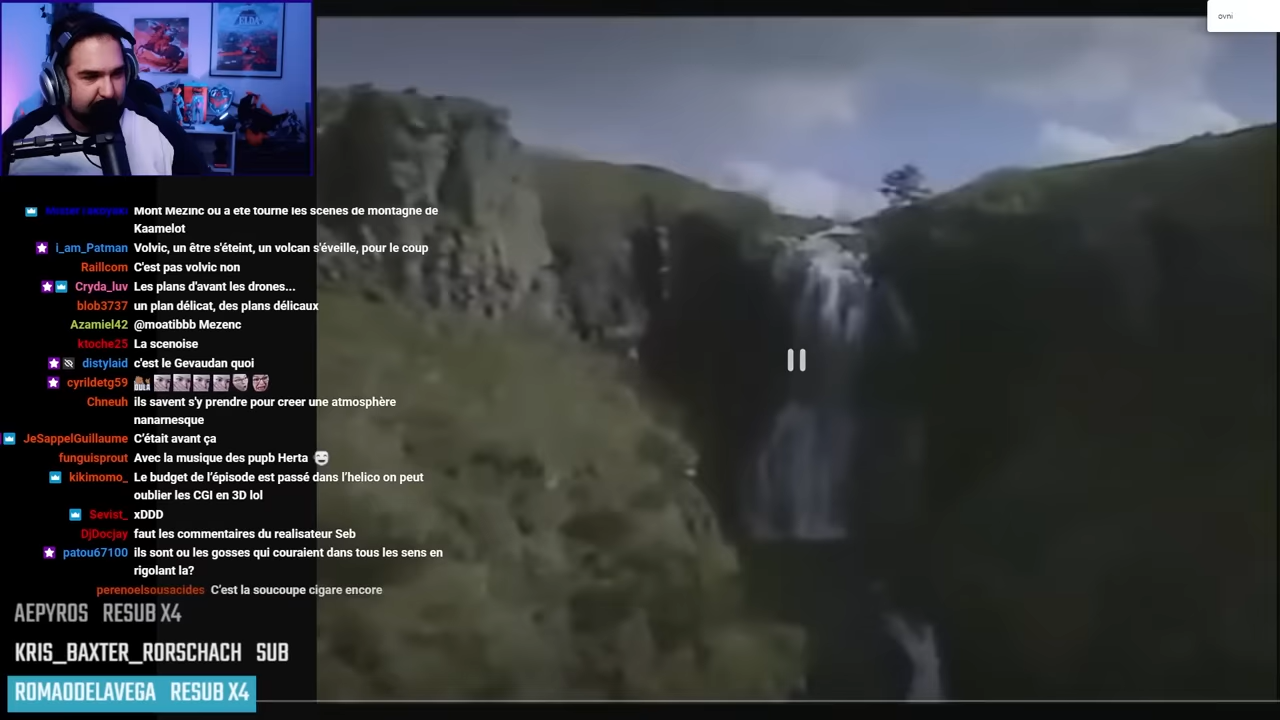 ovni
ZELDA
Mont Mezinc ou a été tourné les scenes de montagne de
Kaamelot
i_am_Patman Volvic, un être s'éteint, un volcan s'éveille, pour le coup
Raillcom C'est pas volvic non
Cryda_luv Les plans d'avant les drones...
blob3737 un plan délicat, des plans délicaux
Azamiel42 @moatibbb Mezenc
ktoche25 La scenoise
distylaid c'est le Gevaudan quoi
cyrildetg59
Chneuh ils savent s'y prendre pour creer une atmosphère
nanarnesque
JeSappelGuillaume C'était avant ça
funguisprout Avec la musique des pupb Herta
kikimomo_ Le budget de l'épisode est passé dans l'helico on peut
oublier les CGI en 3D lol
Sevist_ xDDD
DjDocjay faut les commentaires du realisateur Seb
patou67100 ils sont ou les gosses qui couraient dans tous les sens en
rigolant la?
perenoelsousacides C'est la soucoupe cigare encore
AEPYROS RESUB X4
KRIS_BAXTER_RORSCHACH SUB
ROMAODELAVEGA RESUB X4